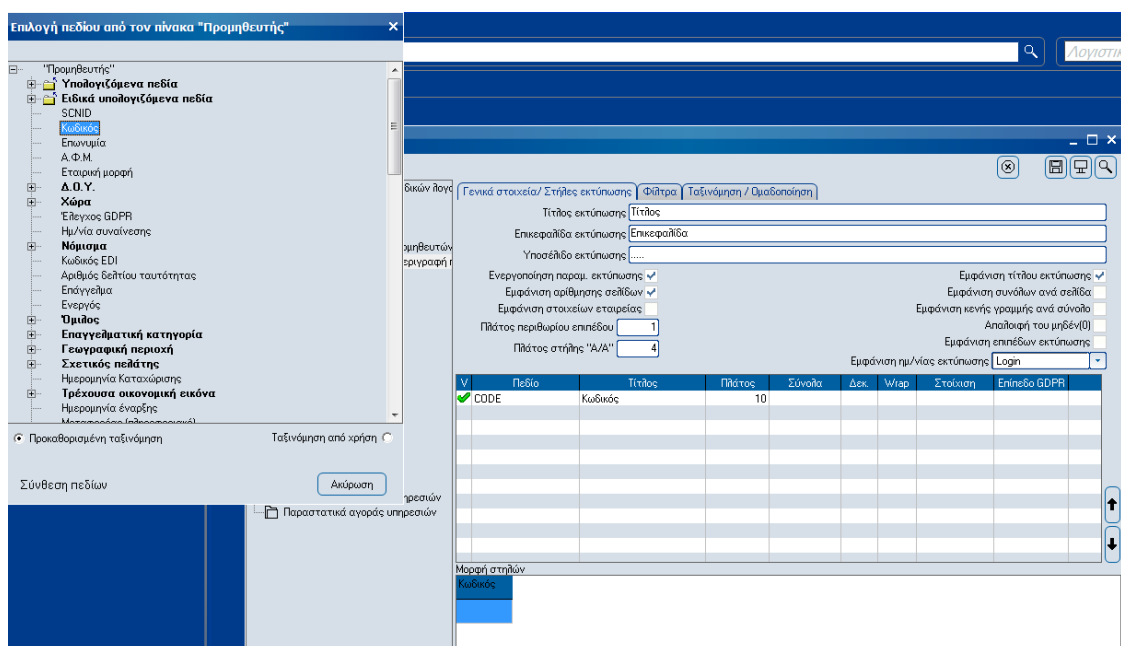 Επιλογή πεδίου από τον πίνακα "Προμηθευτής"
"Προμηθευτής"
Υπολογιζόμενα πεδία
Ειδικά υπολογιζόμενα πεδία
SCNID
Κωδικός
Επωνυμία
Α.Φ.Μ.
Εταιρική μορφή
Δ.Ο.Υ.
Χώρα
Έλεγχος GDPR
Ημ/νία συναίνεσης
Νόμισμα
Κωδικός EDI
Αριθμός δελτίου ταυτότητας
Επάγγελμα
Ενεργός
Όμιλος
Επαγγελματική κατηγορία
Γεωγραφική περιοχή
Σχετικός πελάτης
Ημερομηνία Καταχώρισης
Τρέχουσα οικονομική εικόνα
Ημερομηνία έναρξης
Προκαθορισμένη ταξινόμηση
Ταξινόμηση από χρήση
Σύνθεση πεδίων
Ακύρωση
Παραστατικά αγοράς υπηρεσιών
Γενικά στοιχεία/ Στήλες εκτύπωσης Φίλτρα Ταξινόμηση / Ομαδοποίηση
Τίτλος εκτύπωσης Τίτλος
Επικεφαλίδα εκτύπωσης Επικεφαλίδα
Υποσέλιδο εκτύπωσης .....
Ενεργοποίηση παραμ. εκτύπωσης
Εμφάνιση τίτλου εκτύπωσης
Εμφάνιση αρίθμησης σελίδων
Εμφάνιση συνόλων ανά σελίδα
Εμφάνιση στοιχείων εταιρείας
Εμφάνιση κενής γραμμής ανά σύνολο
Πλάτος περιθωρίου επιπέδου 1
Απαλοιφή του μηδέν(0)
Εμφάνιση επιπέδων εκτύπωσης
Πλάτος στήλης "Α/Α" 4
Εμφάνιση ημ/νίας εκτύπωσης Login
V Πεδίο Τίτλος Πλάτος Σύνολα Δεκ. Wrap Στοίχιση Επίπεδο GDPR
CODE Κωδικός 10
Μορφή στηλών
Κωδικός